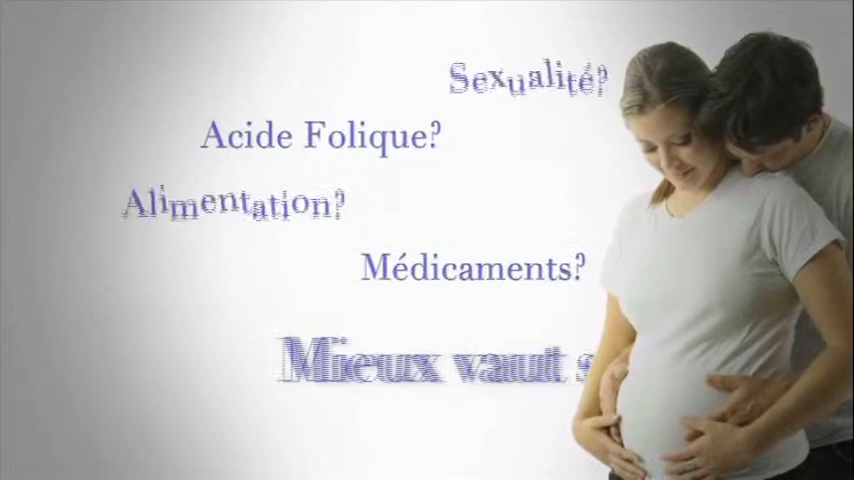 Sexualité?
Acide Folique?
Alimentation?
Médicaments?
Mieux vaut s